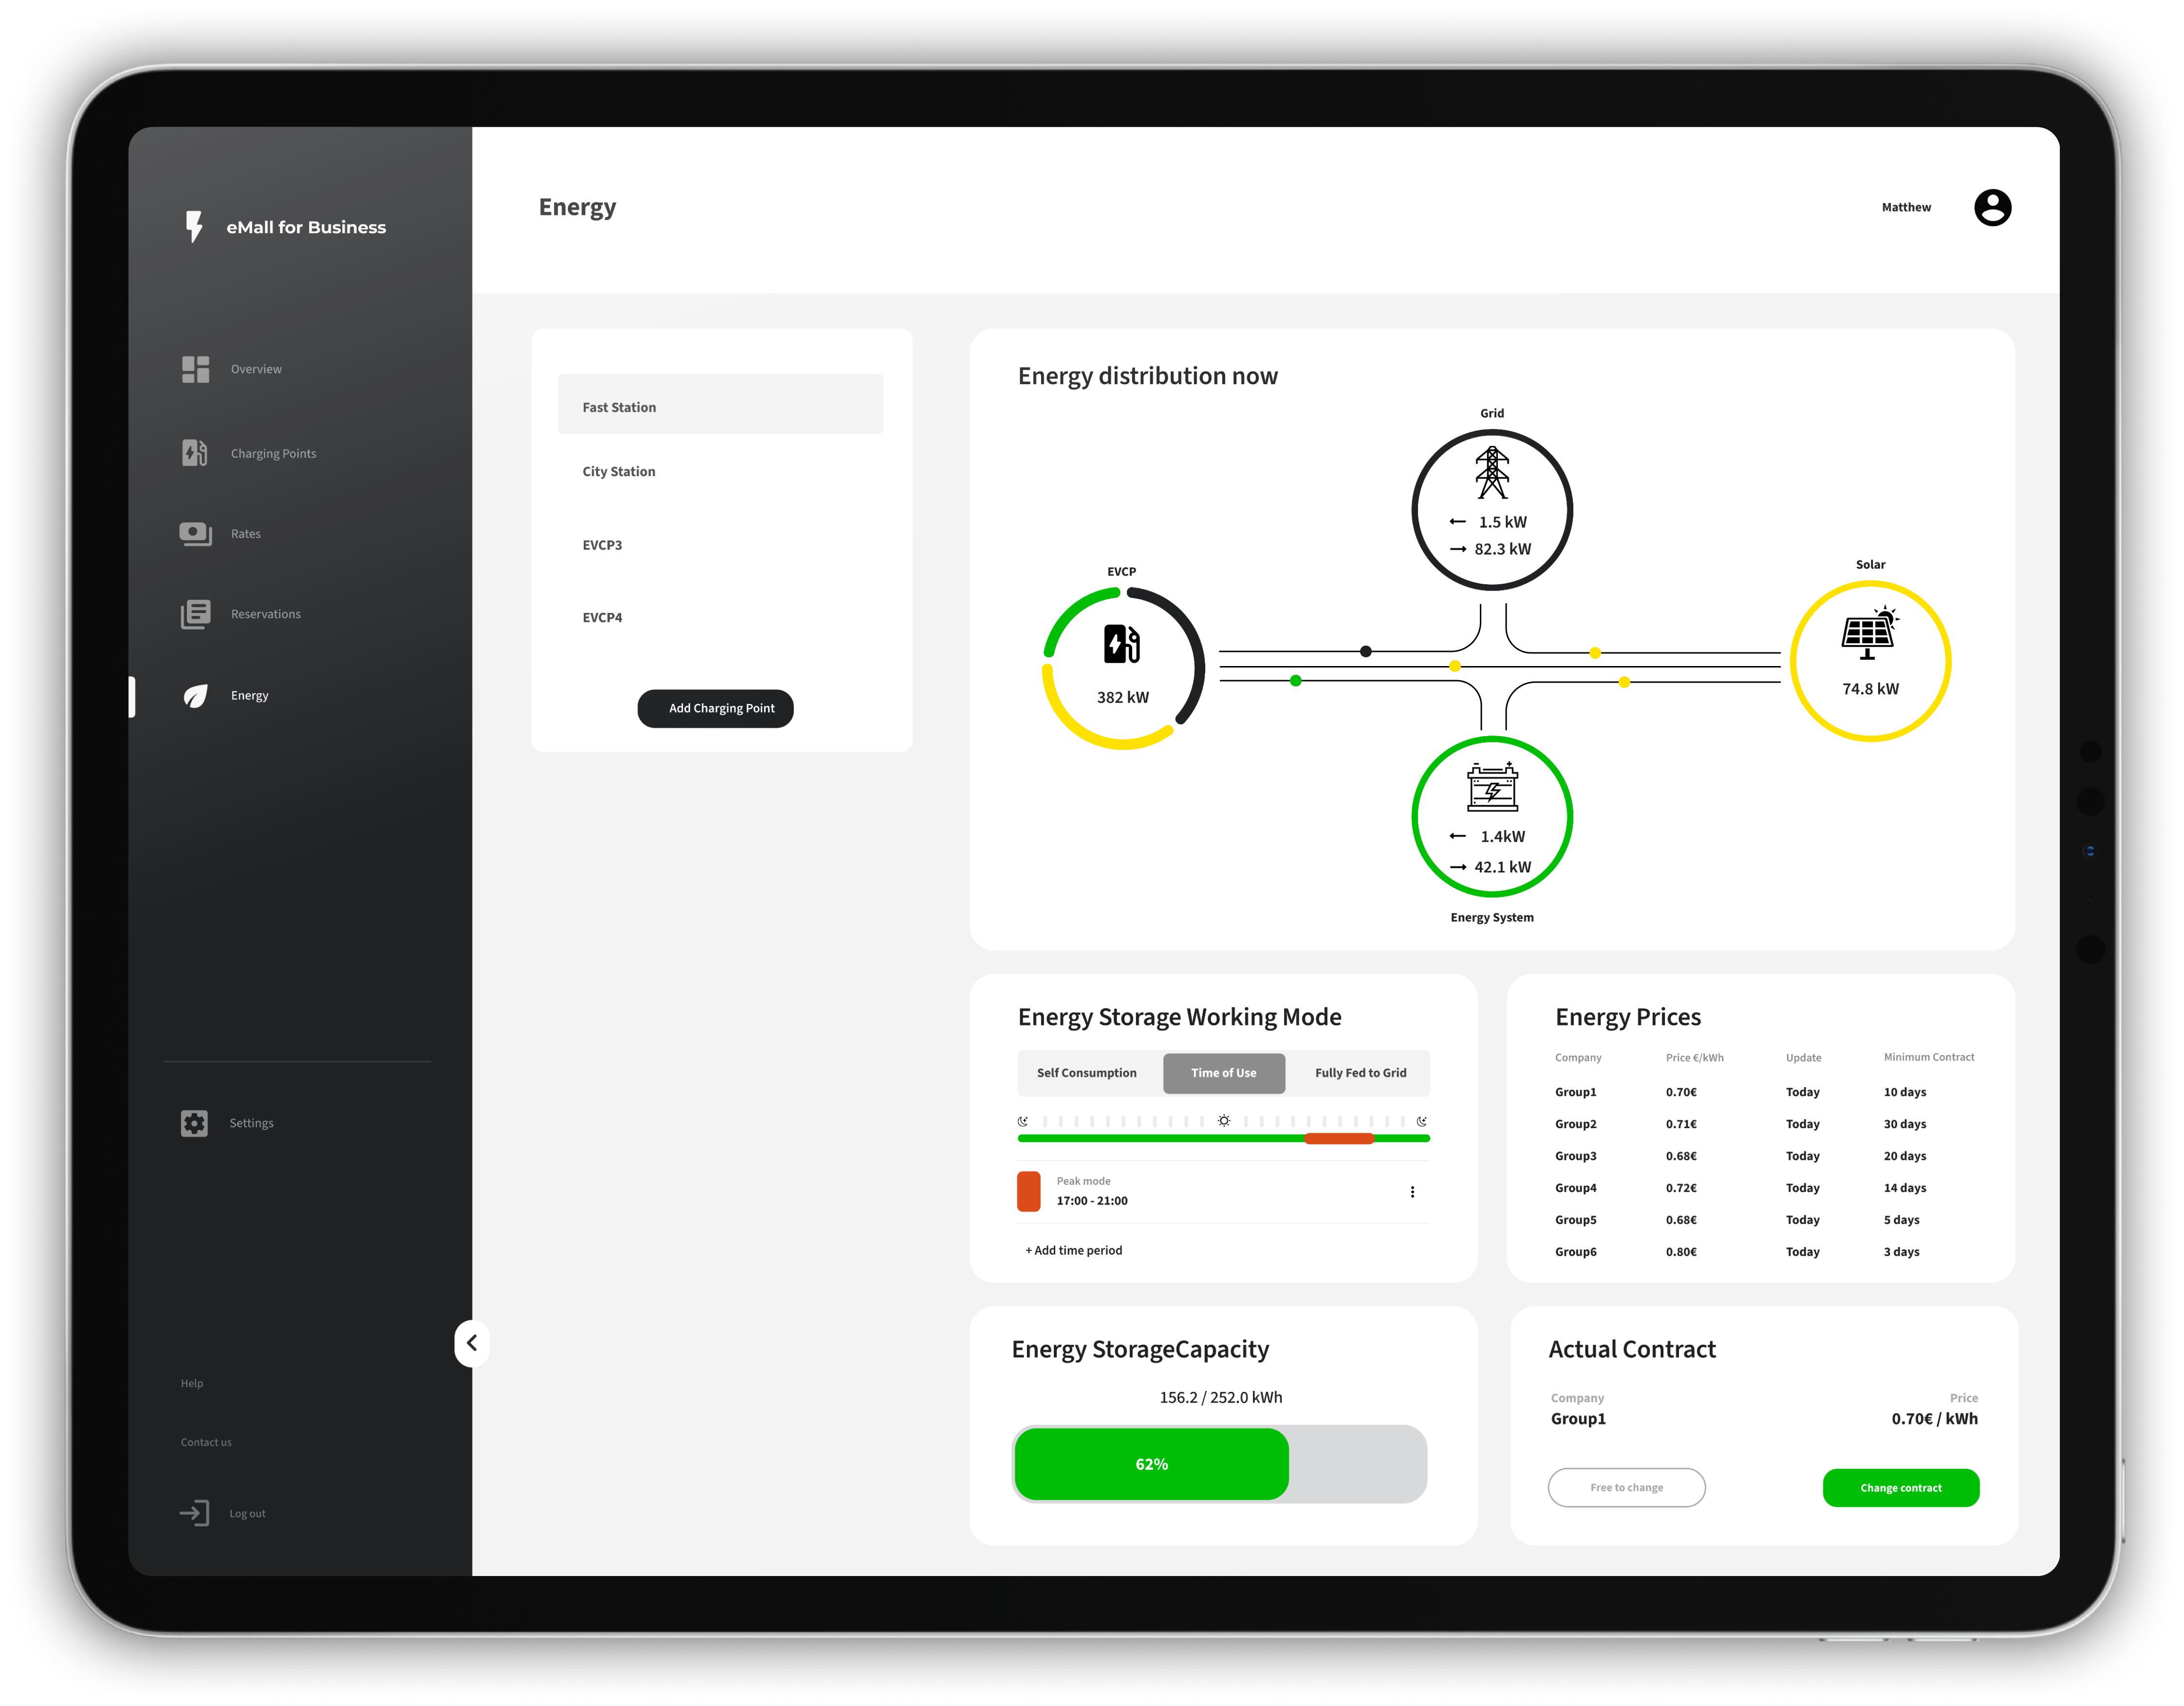 eMall for Business
Overview
Charging Points
Rates
Reservations
Energy
Settings
Help
Contact us
Log out
Energy
Matthew
Fast Station
City Station
EVCP3
EVCP4
Add Charging Point
Energy distribution now
Grid
← 1.5 kW
→ 82.3 kW
EVCP
382 kW
Solar
74.8 kW
← 1.4kW
→ 42.1 kW
Energy System
Energy Storage Working Mode
Self Consumption Time of Use Fully Fed to Grid
Peak mode
17:00 - 21:00
+ Add time period
Energy Prices
Company Price €/kWh Update Minimum Contract
Group1 0.70€ Today 10 days
Group2 0.71€ Today 30 days
Group3 0.68€ Today 20 days
Group4 0.72€ Today 14 days
Group5 0.68€ Today 5 days
Group6 0.80€ Today 3 days
Energy StorageCapacity
156.2 / 252.0 kWh
62%
Actual Contract
Company Price
Group1 0.70€ / kWh
Free to change Change contract